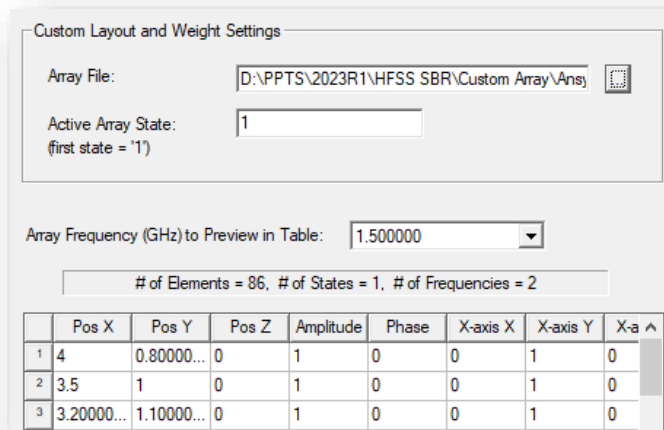 Custom Layout and Weight Settings
Array File: D:\PPTS\2023R1\HFSS SBR\Custom Array\Ansy
Active Array State: 1
(first state = "1")
Array Frequency (GHz) to Preview in Table: 1.500000
# of Elements = 86, # of States = 1, # of Frequencies = 2
Pos X Pos Y Pos Z Amplitude Phase X-axis X X-axis Y X-a
1 4 0.80000... 0 1 0 0 1 0
2 3.5 1 0 1 0 0 1 0
3 3.20000... 1.10000... 0 1 0 0 1 0